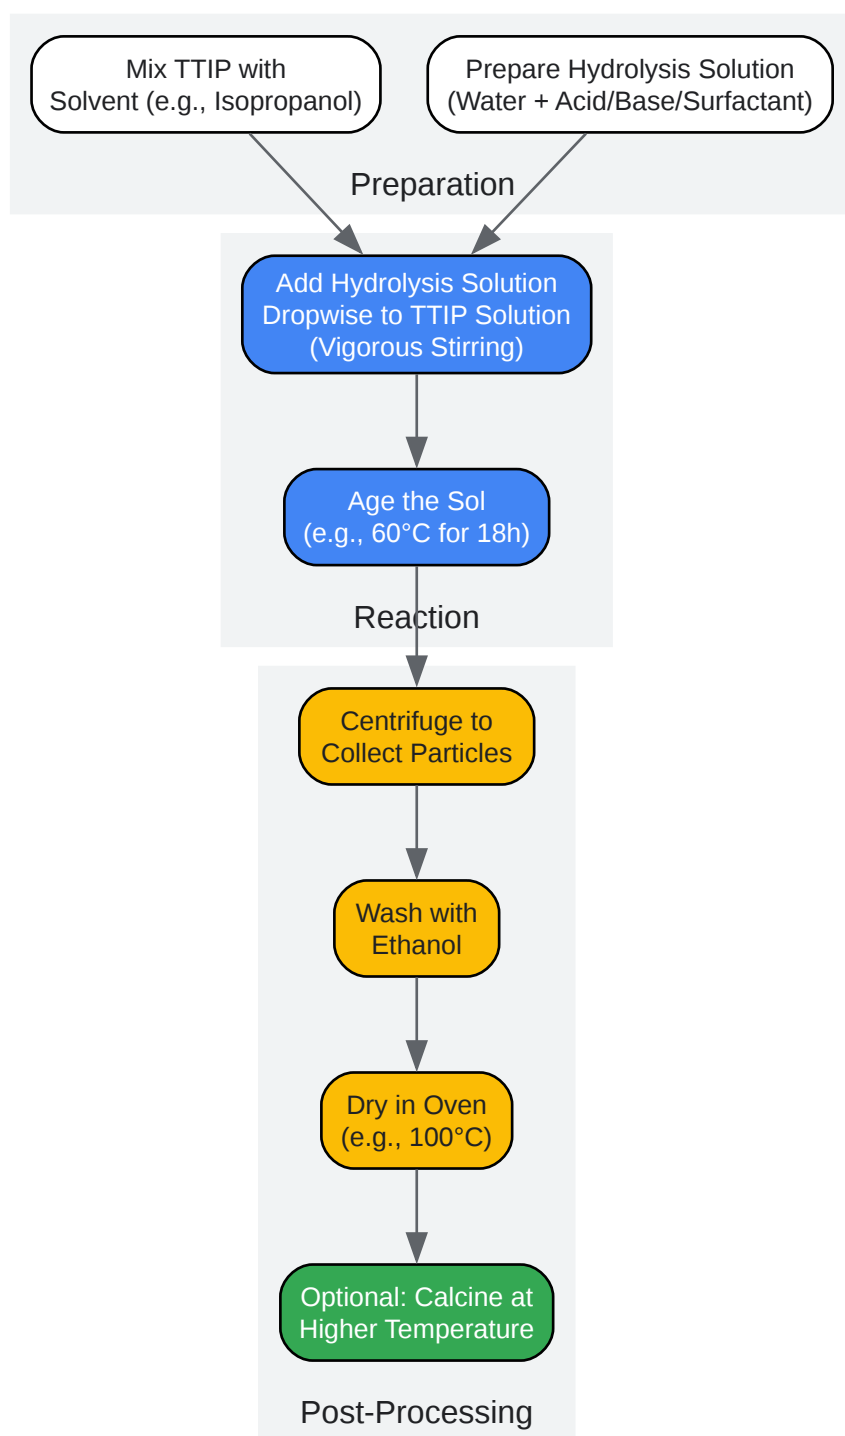 Mix TTIP with
Solvent (e.g., Isopropanol)
Prepare Hydrolysis Solution
(Water + Acid/Base/Surfactant)
Preparation
Add Hydrolysis Solution
Dropwise to TTIP Solution
(Vigorous Stirring)
Age the Sol
(e.g., 60°C for 18h)
Reaction
Centrifuge to
Collect Particles
Wash with
Ethanol
Dry in Oven
(e.g., 100°C)
Optional: Calcine at
Higher Temperature
Post-Processing